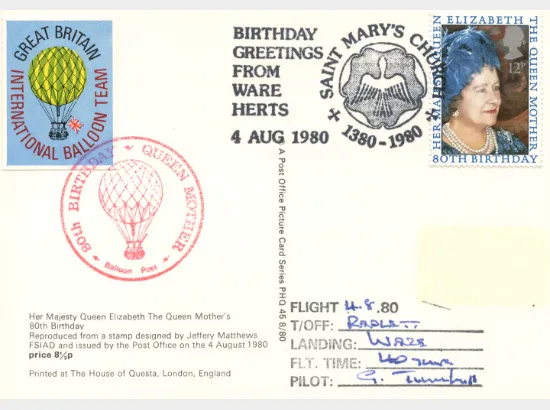 GREAT BRITAIN
INTERNATIONAL BALLOON TEAM
BIRTHDAY
GREETINGS
FROM
WARE
HERTS
4 AUG 1980
SAINT MARY'S CHURCH
1380-1980
HER MAJESTY QUEEN ELIZABETH THE QUEEN MOTHER
12p
80TH BIRTHDAY
80th BIRTHDAY ~ QUEEN MOTHER
~ Balloon Post ~
A Post Office Picture Card Series PHQ 45 8/80
Her Majesty Queen Elizabeth The Queen Mother's
80th Birthday
Reproduced from a stamp designed by Jeffery Matthews
FSIAD and issued by the Post Office on the 4 August 1980
price 8½p
Printed at The House of Questa, London, England
FLIGHT 4.8.80
T/OFF: RADLETT
LANDING: WARE
FLT. TIME: 40
PILOT: G. Turnbull